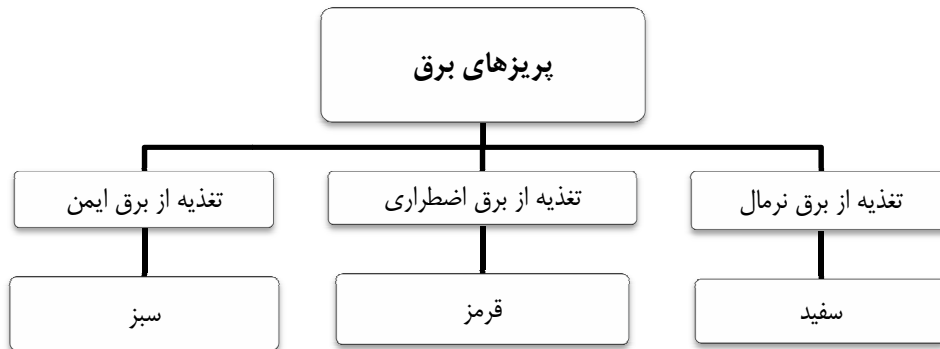 پریزهای برق
تغذیه از برق نرمال
تغذیه از برق اضطراری
تغذیه از برق ایمن
سفید
قرمز
سبز